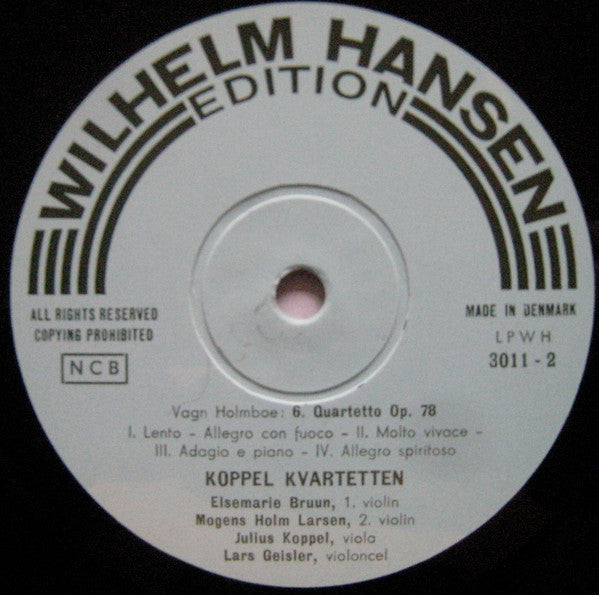 WILHELM HANSEN
EDITION
ALL RIGHTS RESERVED
COPYING PROHIBITED
NCB
MADE IN DENMARK
LPWH
3011 - 2
Vagn Holmboe: 6. Quartetto Op. 78
I. Lento - Allegro con fuoco - II. Molto vivace -
III. Adagio e piano - IV. Allegro spiritoso
KOPPEL KVARTETTEN
Elsemarie Bruun, 1. violin
Mogens Holm Larsen, 2. violin
Julius Koppel, viola
Lars Geisler, violoncel